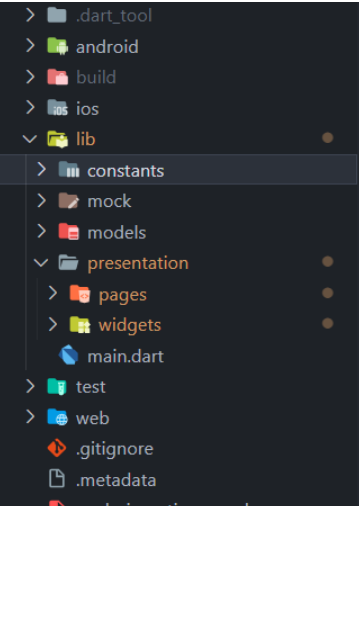 .dart_tool
android
build
ios
lib
constants
mock
models
presentation
pages
widgets
main.dart
test
web
.gitignore
.metadata